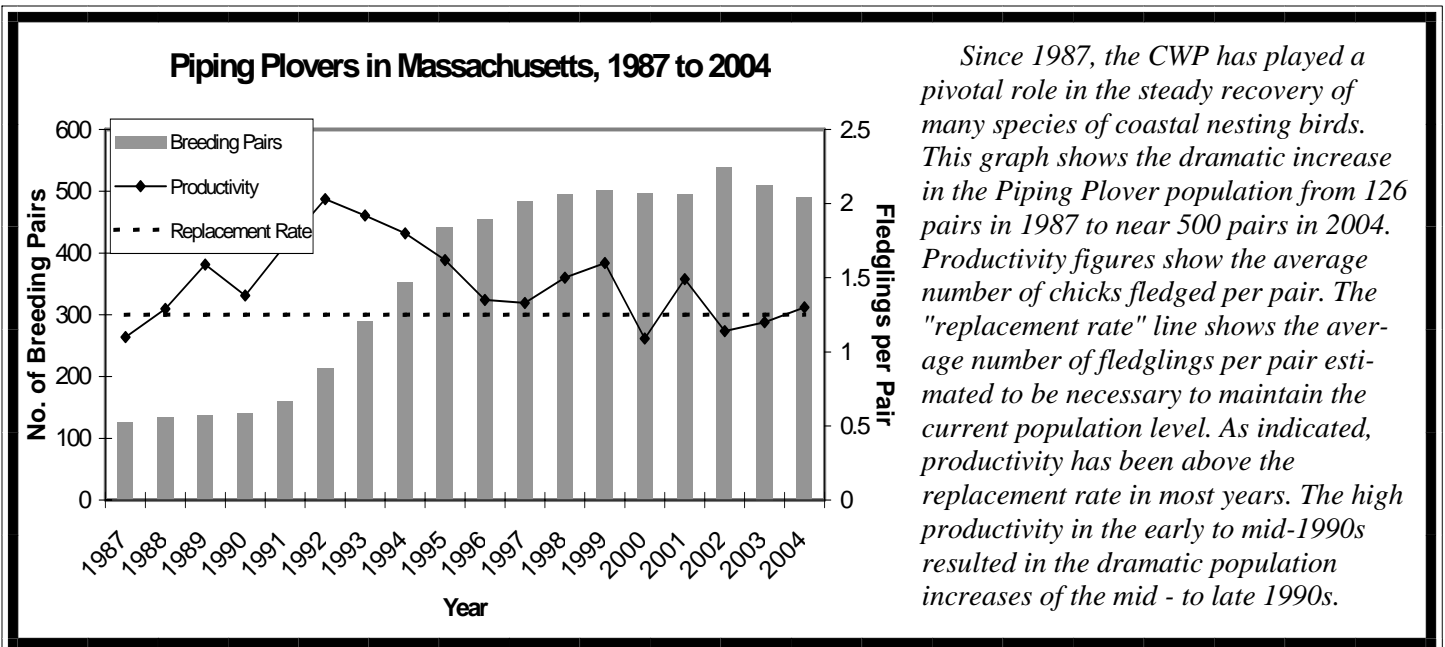 Piping Plovers in Massachusetts, 1987 to 2004
600
500
400
300
200
100
0
No. of Breeding Pairs
Breeding Pairs
Productivity
Replacement Rate
2.5
2
1.5
1
0.5
0
Fledglings per Pair
1987
1988
1989
1990
1991
1992
1993
1994
1995
1996
1997
1998
1999
2000
2001
2002
2003
2004
Year
Since 1987, the CWP has played a
pivotal role in the steady recovery of
many species of coastal nesting birds.
This graph shows the dramatic increase
in the Piping Plover population from 126
pairs in 1987 to near 500 pairs in 2004.
Productivity figures show the average
number of chicks fledged per pair. The
"replacement rate" line shows the aver-
age number of fledglings per pair esti-
mated to be necessary to maintain the
current population level. As indicated,
productivity has been above the
replacement rate in most years. The high
productivity in the early to mid-1990s
resulted in the dramatic population
increases of the mid - to late 1990s.